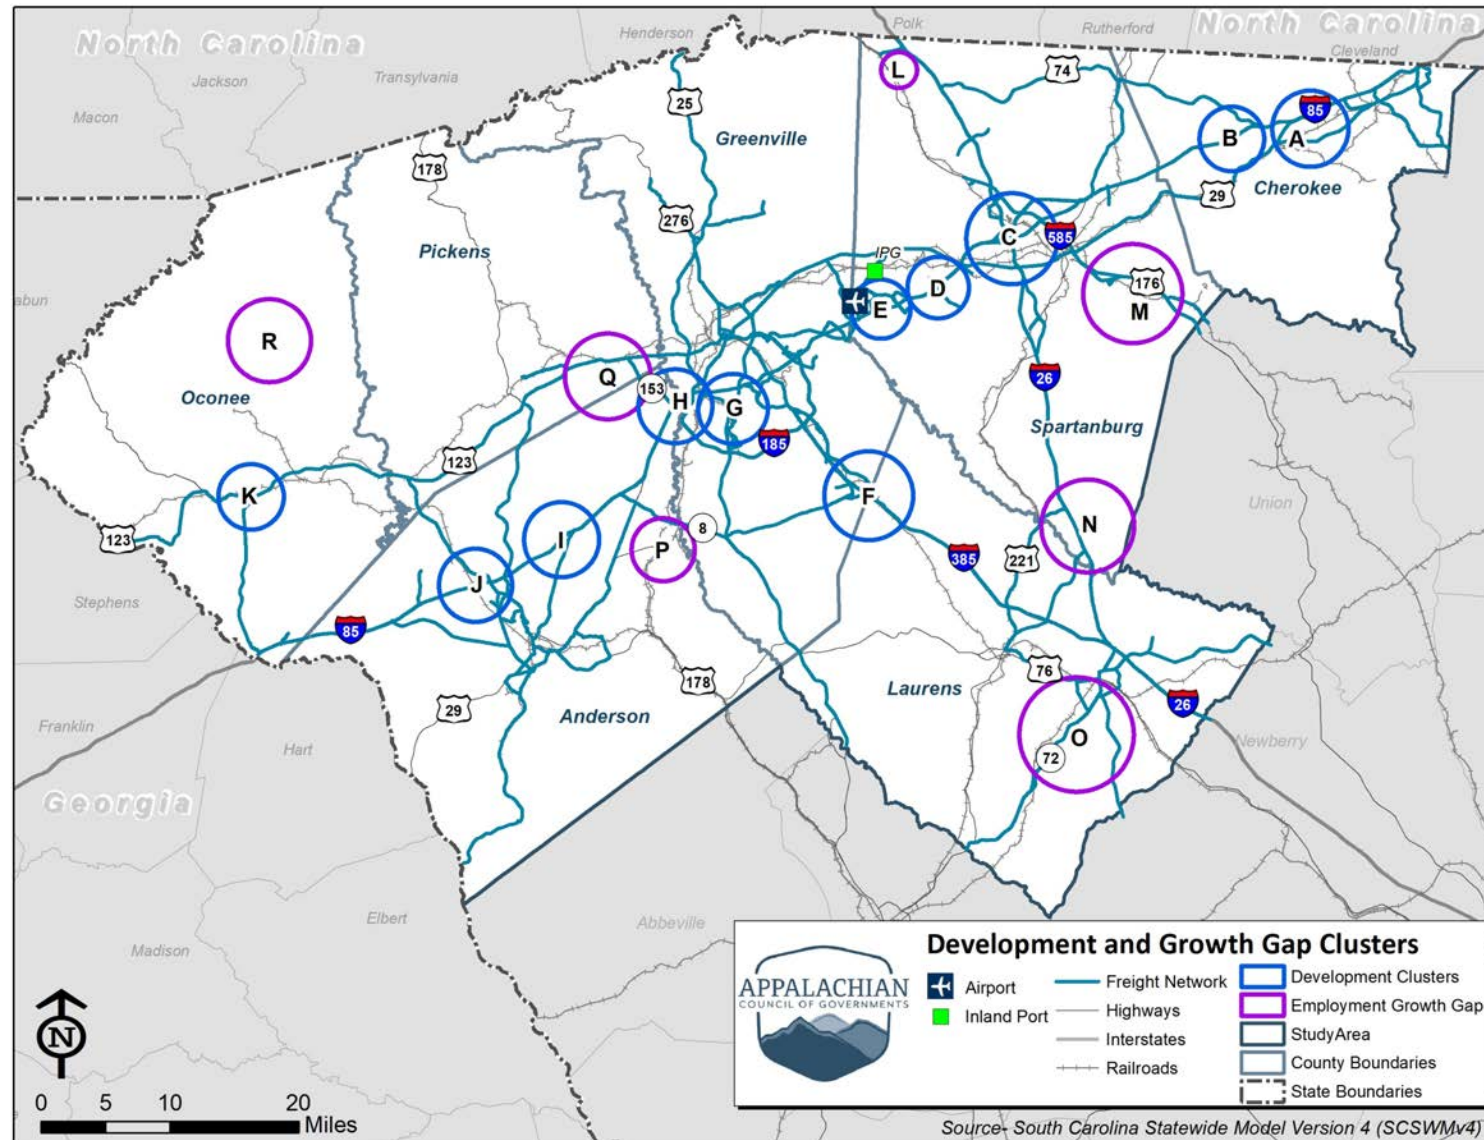 North Carolina
Polk
North Carolina
Henderson
Rutherford
Cleveland
Jackson
Transylvania
Macon
L
74
85
25
B
A
Greenville
178
Cherokee
29
276
C
585
Pickens
IPG
176
D
E
M
abun
R
Q
26
153
H
G
Oconee
185
Spartanburg
123
K
F
Union
N
123
I
P
8
385
221
J
Stephens
85
76
178
Laurens
29
26
Anderson
Franklin
O
Newberry
Hart
72
Georgia
Elbert
Abbeville
Madison
Development and Growth Gap Clusters
APPALACHIAN
COUNCIL OF GOVERNMENTS
Airport
Inland Port
Freight Network
Highways
Interstates
Railroads
Development Clusters
Employment Growth Gap
StudyArea
County Boundaries
State Boundaries
N
0 5 10 20
Miles
Source- South Carolina Statewide Model Version 4 (SCSWMv4)